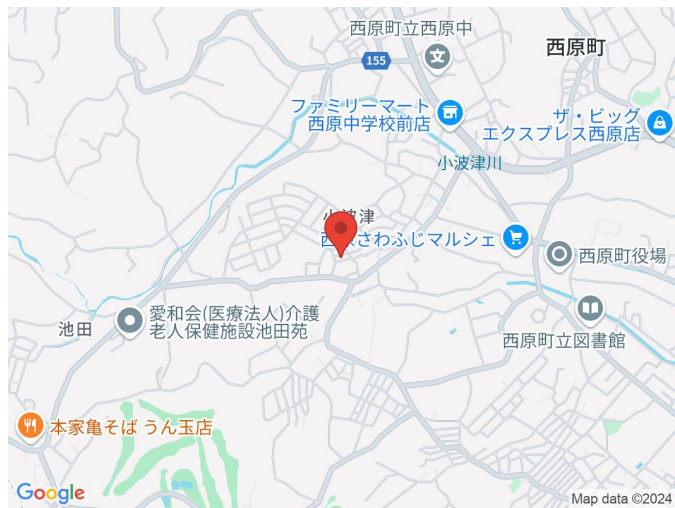 西原町立西原中
西原町
155
ファミリーマート
西原中学校前店
ザ・ビッグ
エクスプレス西原店
小波津川
小波津
西原さわふじマルシェ
西原町役場
愛和会(医療法人)介護
老人保健施設池田苑
池田
西原町立図書館
本家亀そば うん玉店
Google
Map data ©2024